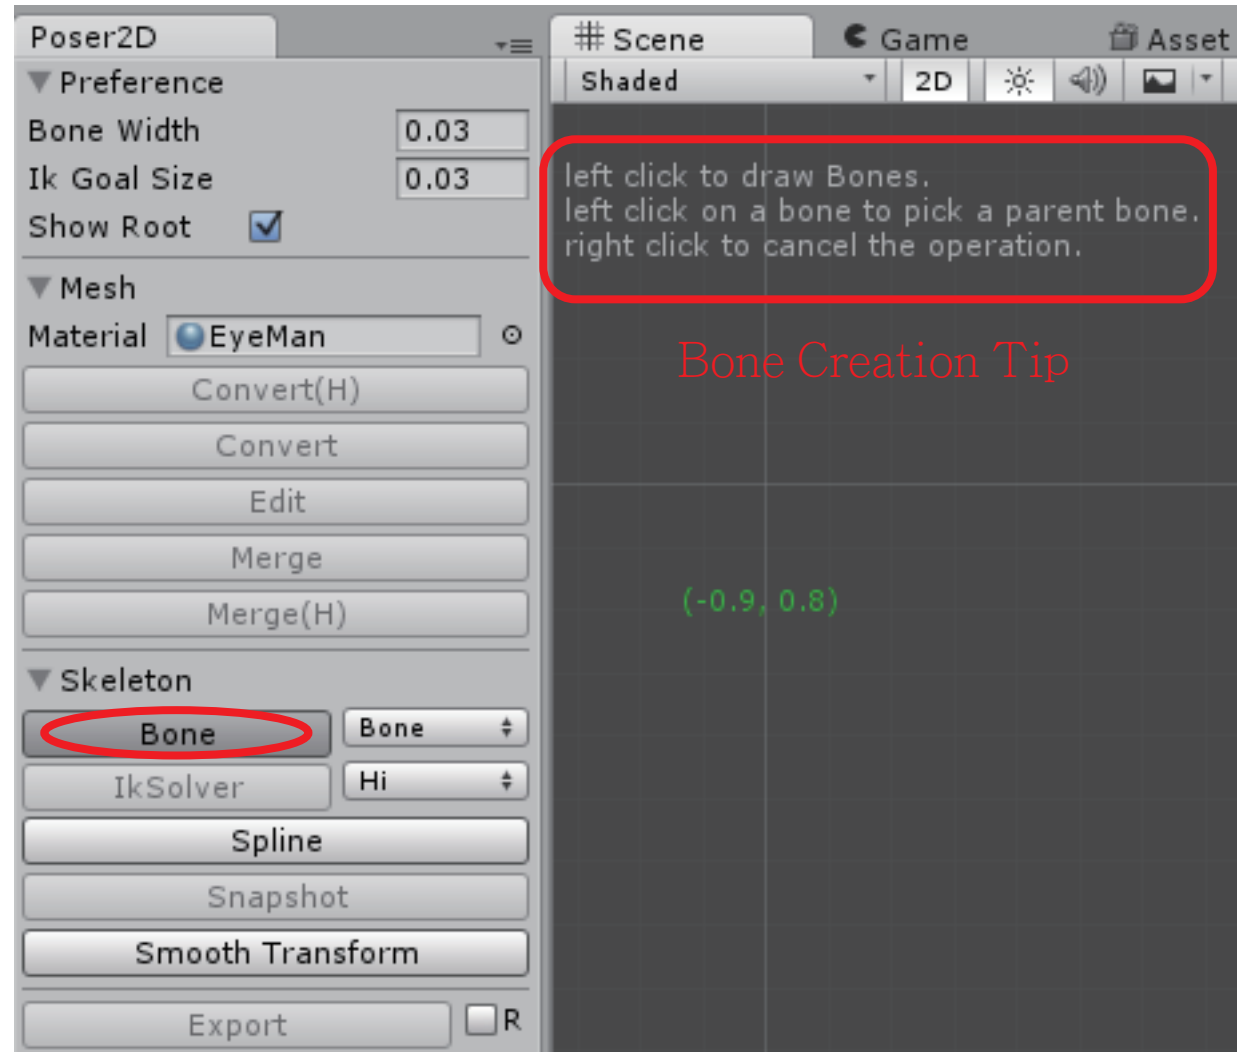 Poser2D
Preference
Bone Width 0.03
Ik Goal Size 0.03
Show Root
Mesh
Material EyeMan
Convert(H)
Convert
Edit
Merge
Merge(H)
Skeleton
Bone Bone
IkSolver Hi
Spline
Snapshot
Smooth Transform
Export R
Scene Game Asset
Shaded 2D
left click to draw Bones.
left click on a bone to pick a parent bone.
right click to cancel the operation.
Bone Creation Tip
(-0.9, 0.8)